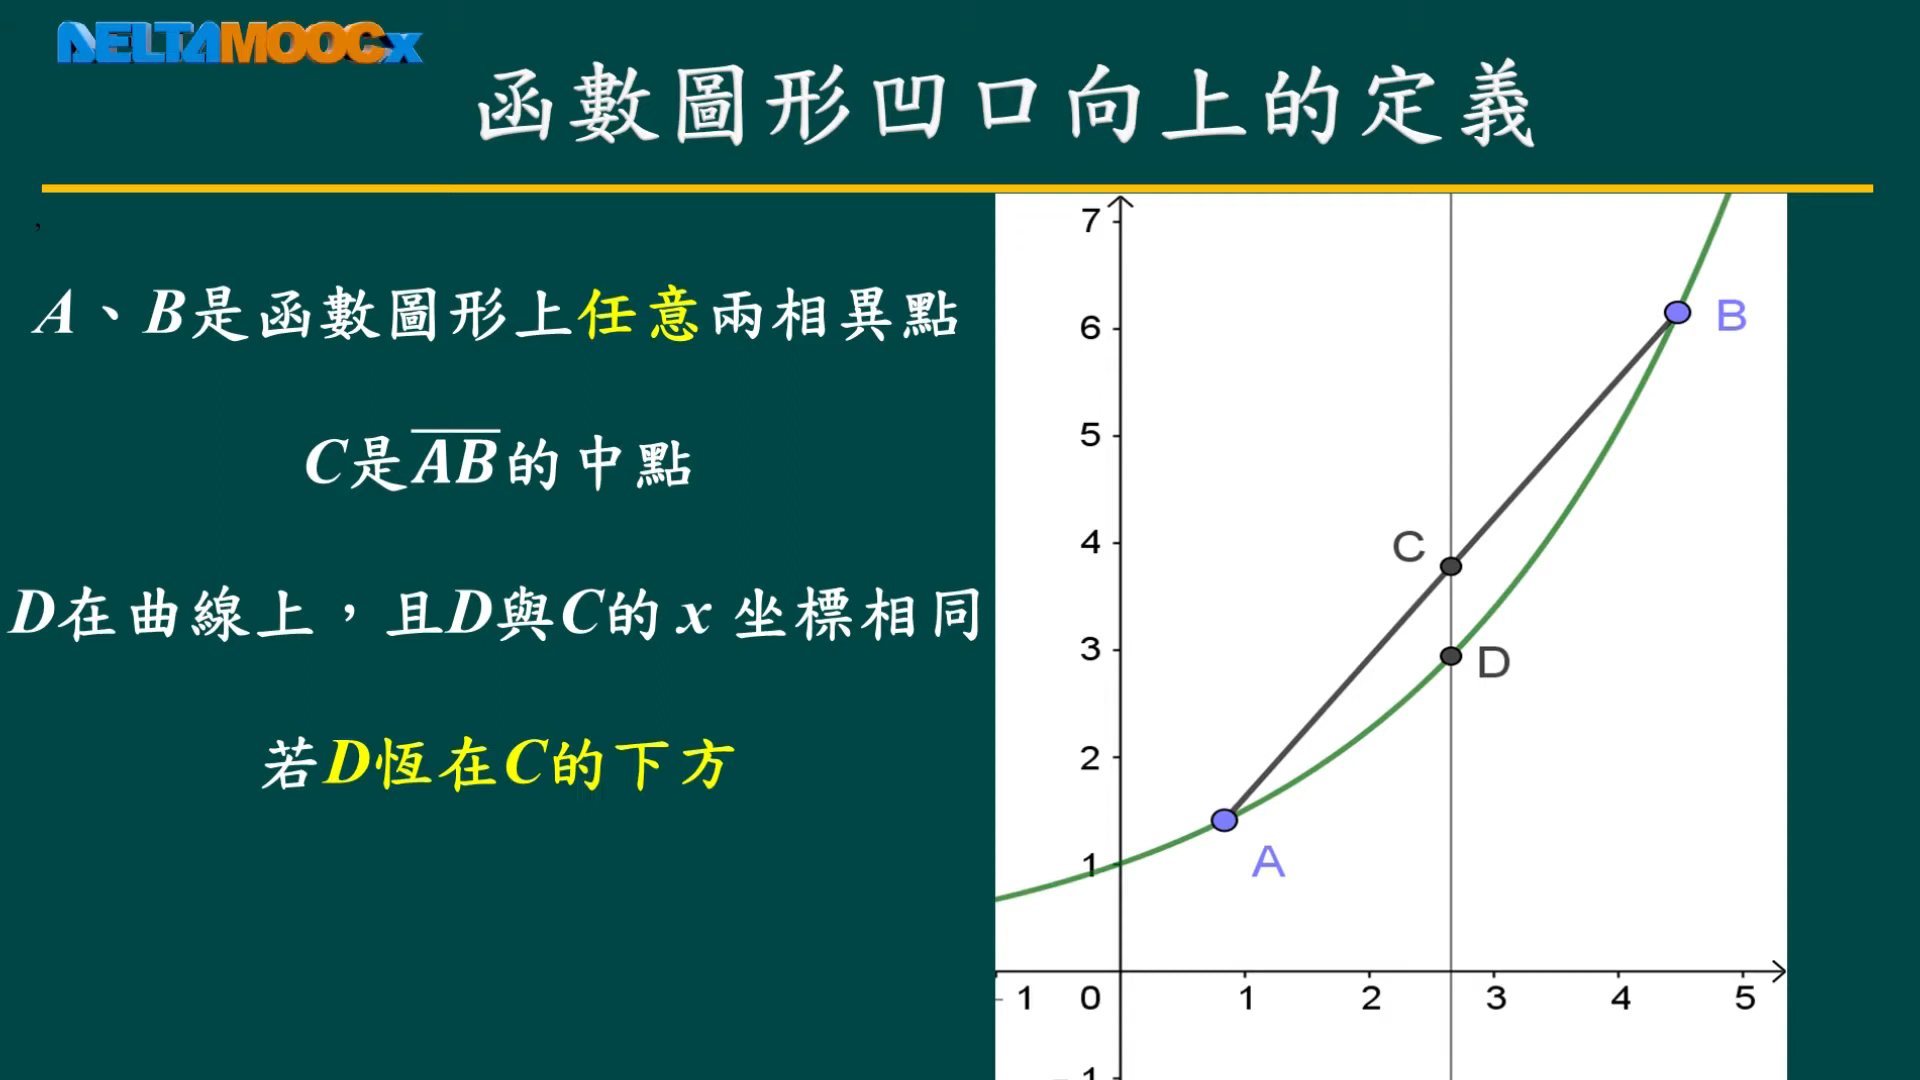 DELTAMOOCx
函數圖形凹口向上的定義
,
A、B是函數圖形上任意兩相異點
C是AB的中點
D在曲線上，且D與C的 x 坐標相同
若D恆在C的下方
7
6
5
4
3
2
1
B
C
D
A
-1 0 1 2 3 4 5
-1